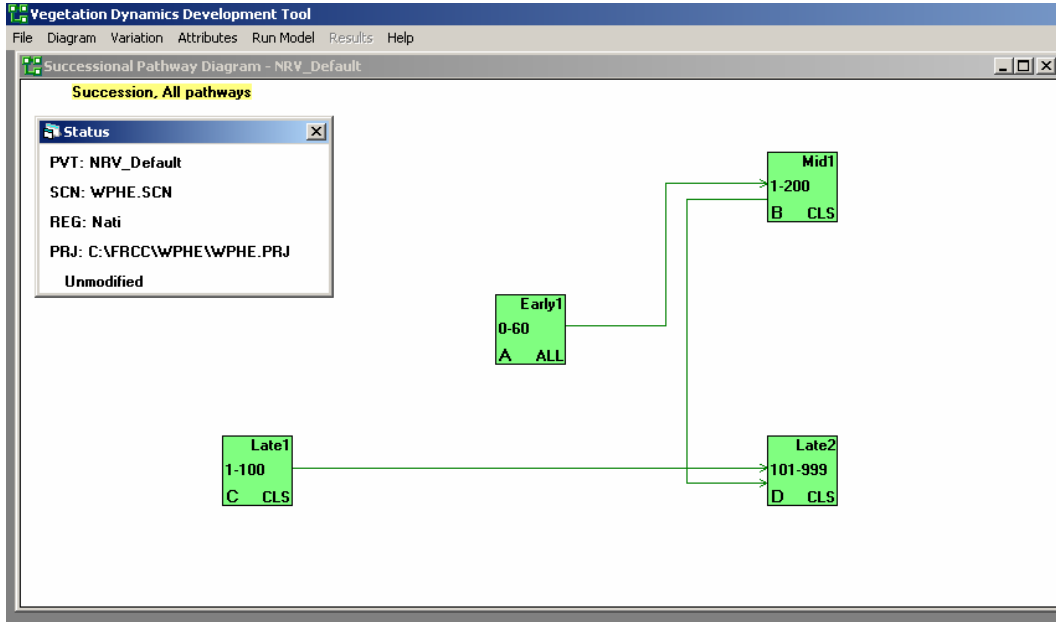 Vegetation Dynamics Development Tool
File Diagram Variation Attributes Run Model Results Help
Successional Pathway Diagram - NRV_Default
Succession, All pathways
Status
PVT: NRV_Default
SCN: WPHE.SCN
REG: Nati
PRJ: C:\FRCC\WPHE\WPHE.PRJ
Unmodified
Mid1
1-200
B CLS
Early1
0-60
A ALL
Late1
1-100
C CLS
Late2
101-999
D CLS